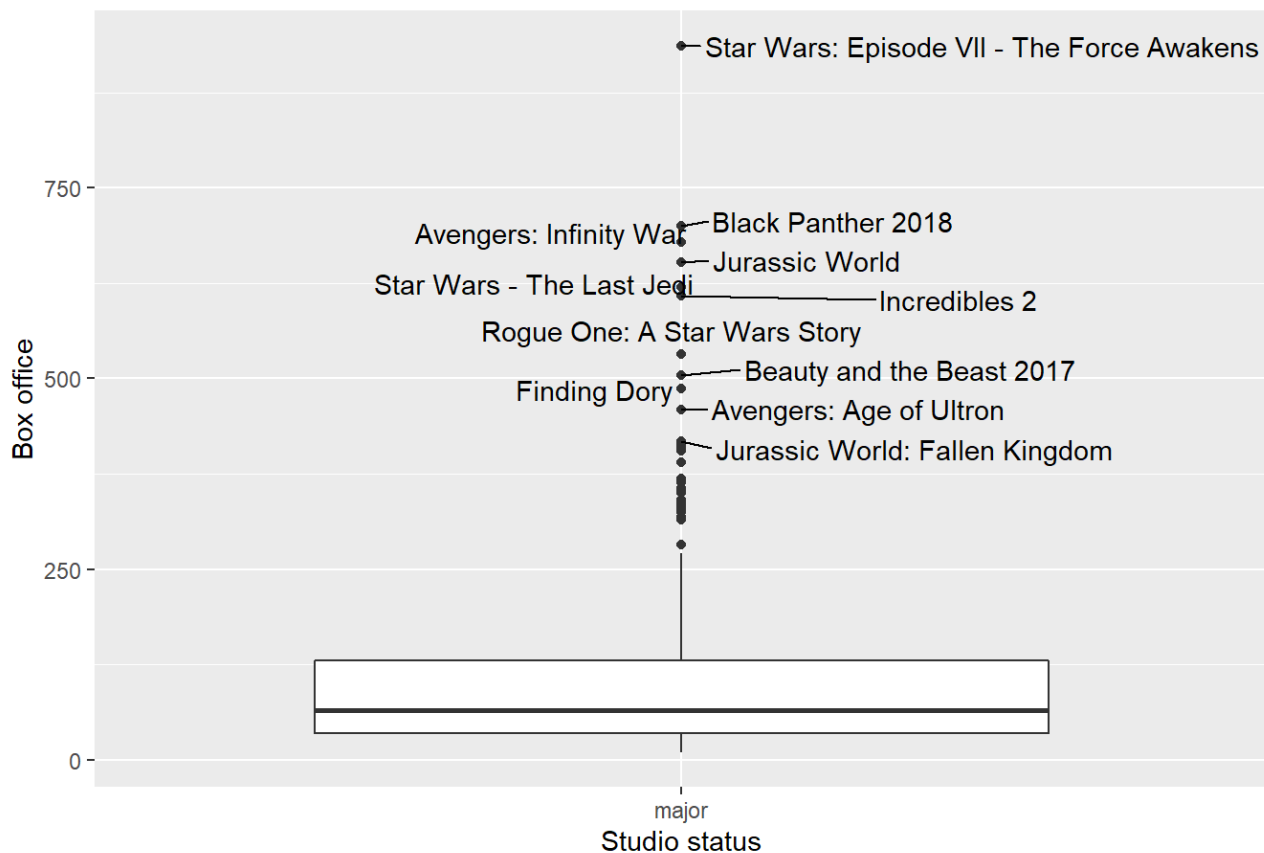 Star Wars: Episode VII - The Force Awakens
750
Black Panther 2018
Avengers: Infinity War
Jurassic World
Star Wars - The Last Jedi
Incredibles 2
Rogue One: A Star Wars Story
500
Beauty and the Beast 2017
Finding Dory
Avengers: Age of Ultron
Jurassic World: Fallen Kingdom
Box office
250
0
major
Studio status